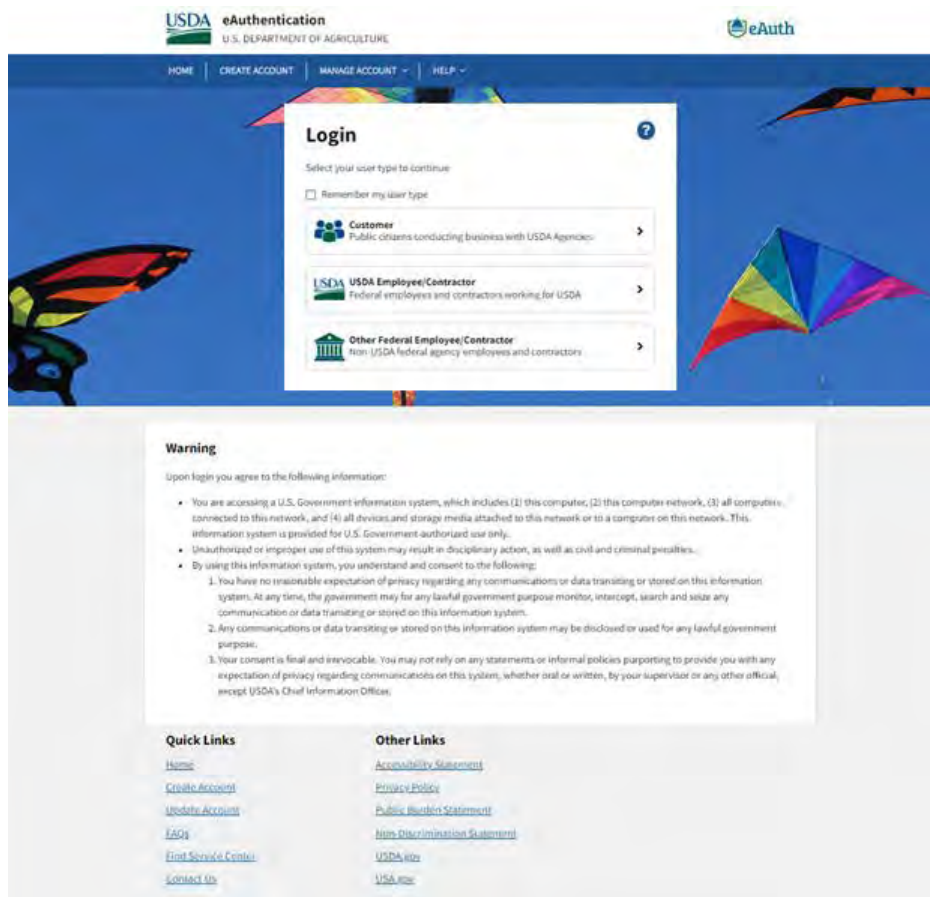 USDA eAuthentication
U.S. DEPARTMENT OF AGRICULTURE
eAuth
HOME CREATE ACCOUNT MANAGE ACCOUNT HELP
Login
?
Select your user type to continue
Remember my user type
Customer
Public citizens conducting business with USDA Agencies
USDA
USDA Employee/Contractor
Federal employees and contractors working for USDA
Other Federal Employee/Contractor
Non-USDA federal agency employees and contractors
Warning
Upon login you agree to the following information:
• You are accessing a U.S. Government information system, which includes (1) this computer, (2) this computer network, (3) all computers
connected to this network, and (4) all devices and storage media attached to this network or to a computer on this network. This
information system is provided for U.S. Government-authorized use only.
• Unauthorized or improper use of this system may result in disciplinary action, as well as civil and criminal penalties.
• By using this information system, you understand and consent to the following:
1. You have no reasonable expectation of privacy regarding any communications or data transiting or stored on this information
system. At any time, the government may for any lawful government purpose monitor, intercept, search and seize any
communication or data transiting or stored on this information system.
2. Any communications or data transiting or stored on this information system may be disclosed or used for any lawful government
purpose.
3. Your consent is final and irrevocable. You may not rely on any statements or informal policies purporting to provide you with any
expectation of privacy regarding communications on this system, whether oral or written, by your supervisor or any other official,
except USDA's Chief Information Officer.
Quick Links
Home
Create Account
Update Account
FAQs
Find Service Center
Contact Us
Other Links
Accessibility Statement
Privacy Policy
Public Burden Statement
Non-Discrimination Statement
USDA.gov
USA.gov